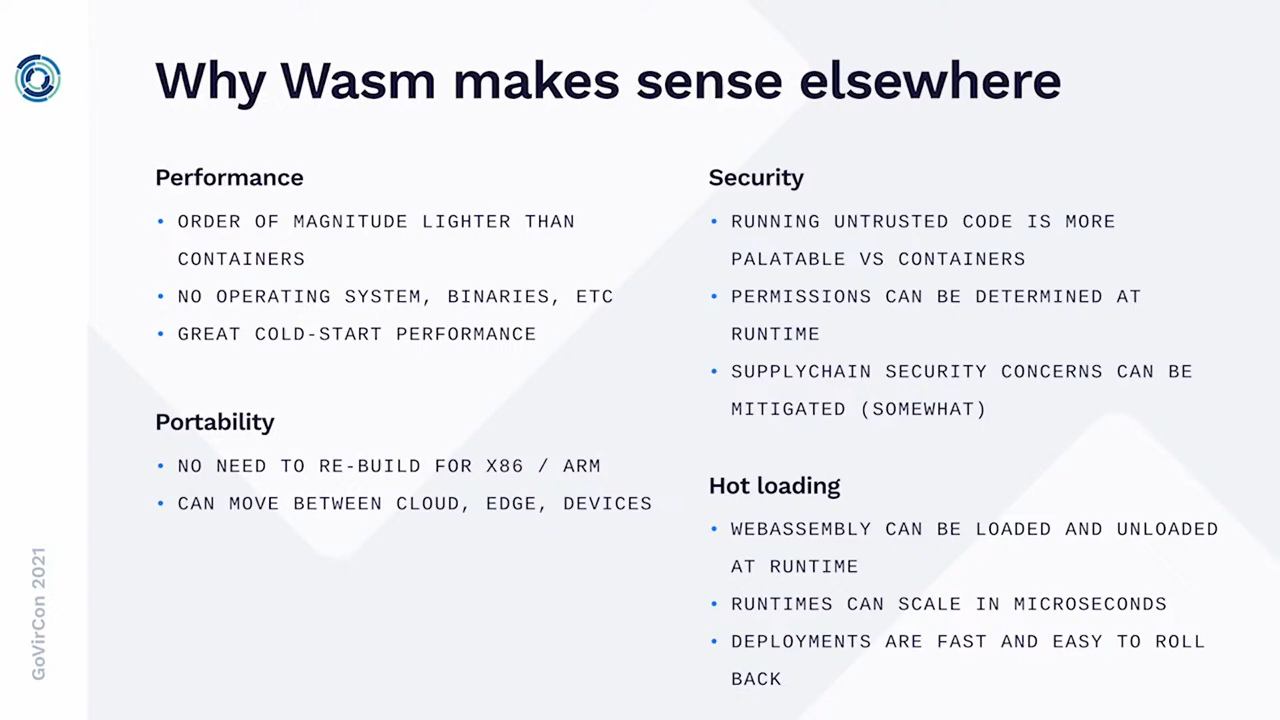 Why Wasm makes sense elsewhere
Performance
• ORDER OF MAGNITUDE LIGHTER THAN
CONTAINERS
• NO OPERATING SYSTEM, BINARIES, ETC
• GREAT COLD-START PERFORMANCE
Portability
• NO NEED TO RE-BUILD FOR X86 / ARM
• CAN MOVE BETWEEN CLOUD, EDGE, DEVICES
Security
• RUNNING UNTRUSTED CODE IS MORE
PALATABLE VS CONTAINERS
• PERMISSIONS CAN BE DETERMINED AT
RUNTIME
• SUPPLYCHAIN SECURITY CONCERNS CAN BE
MITIGATED (SOMEWHAT)
Hot loading
• WEBASSEMBLY CAN BE LOADED AND UNLOADED
AT RUNTIME
• RUNTIMES CAN SCALE IN MICROSECONDS
• DEPLOYMENTS ARE FAST AND EASY TO ROLL
BACK
GoVirCon 2021